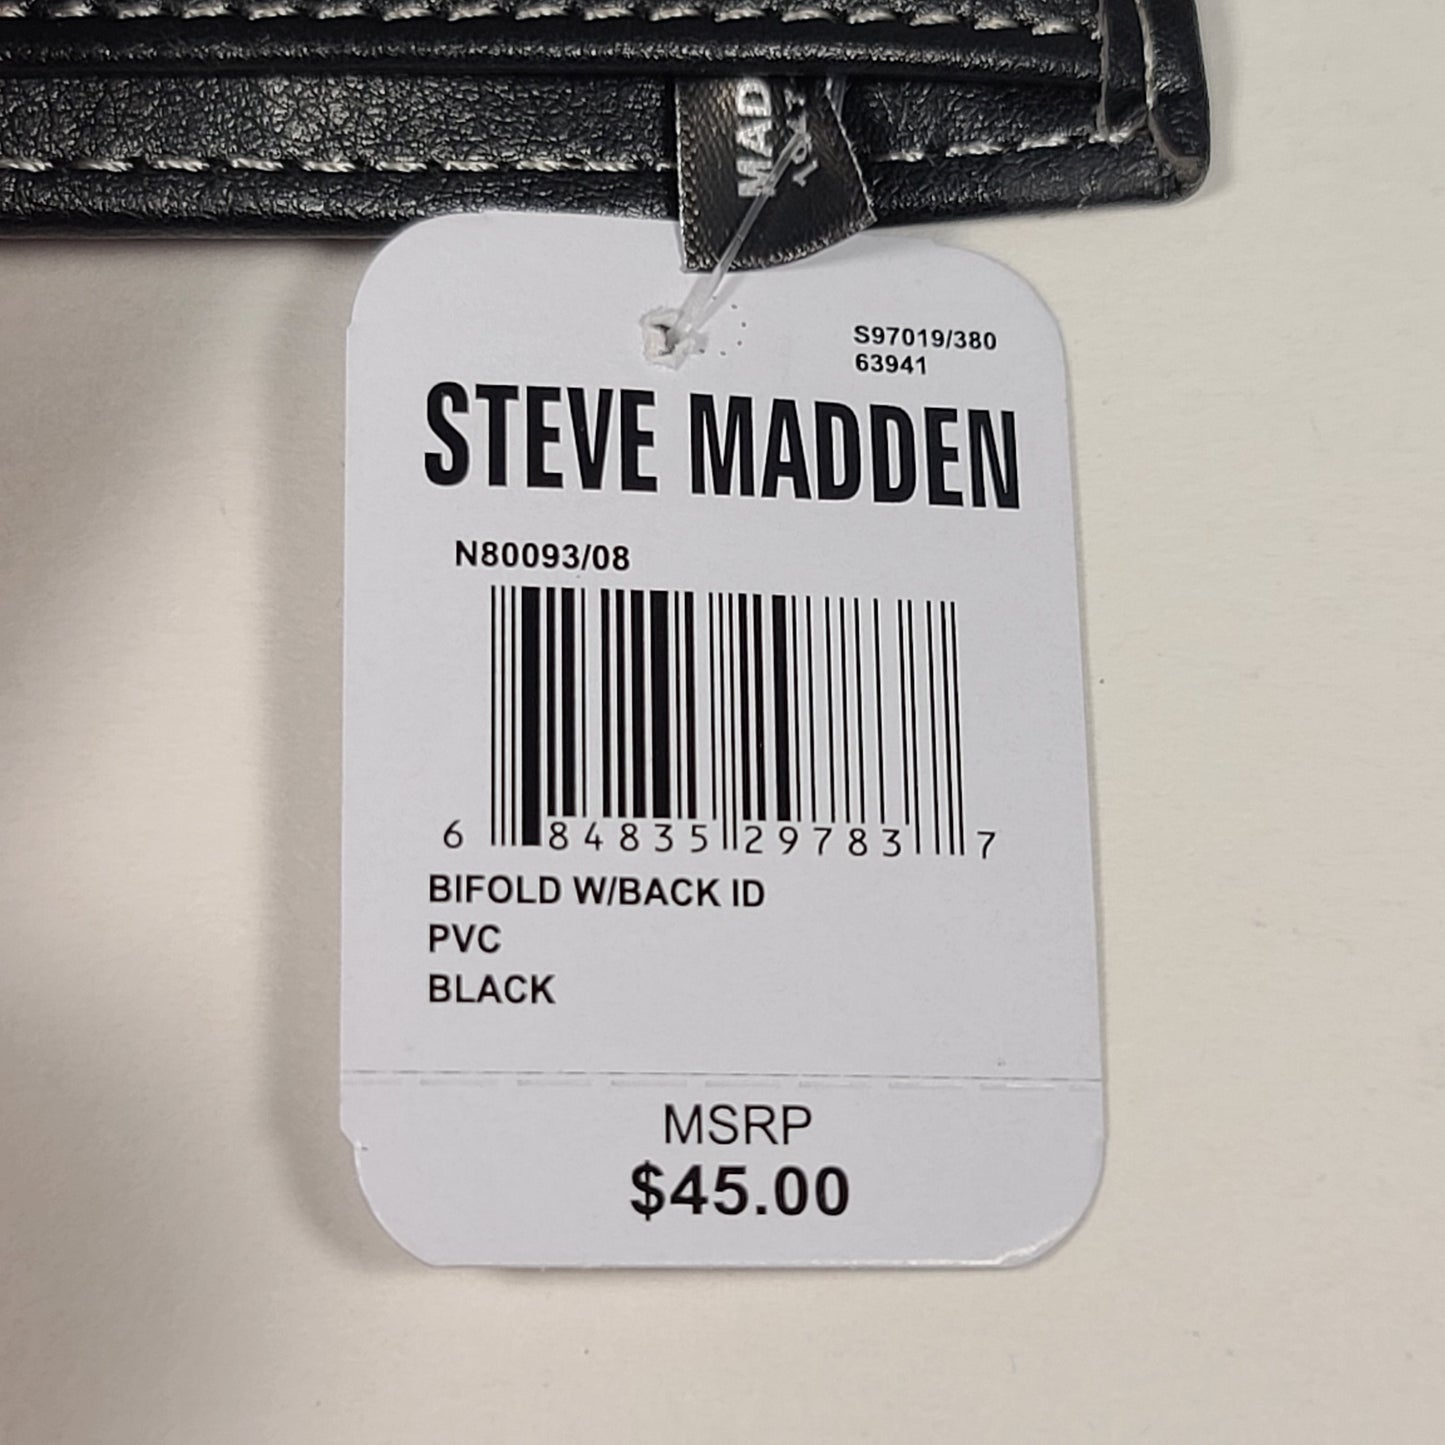 MAD
S97019/380
63941
STEVE MADDEN
N80093/08
6 84835 29783 7
BIFOLD W/BACK ID
PVC
BLACK
MSRP
$45.00